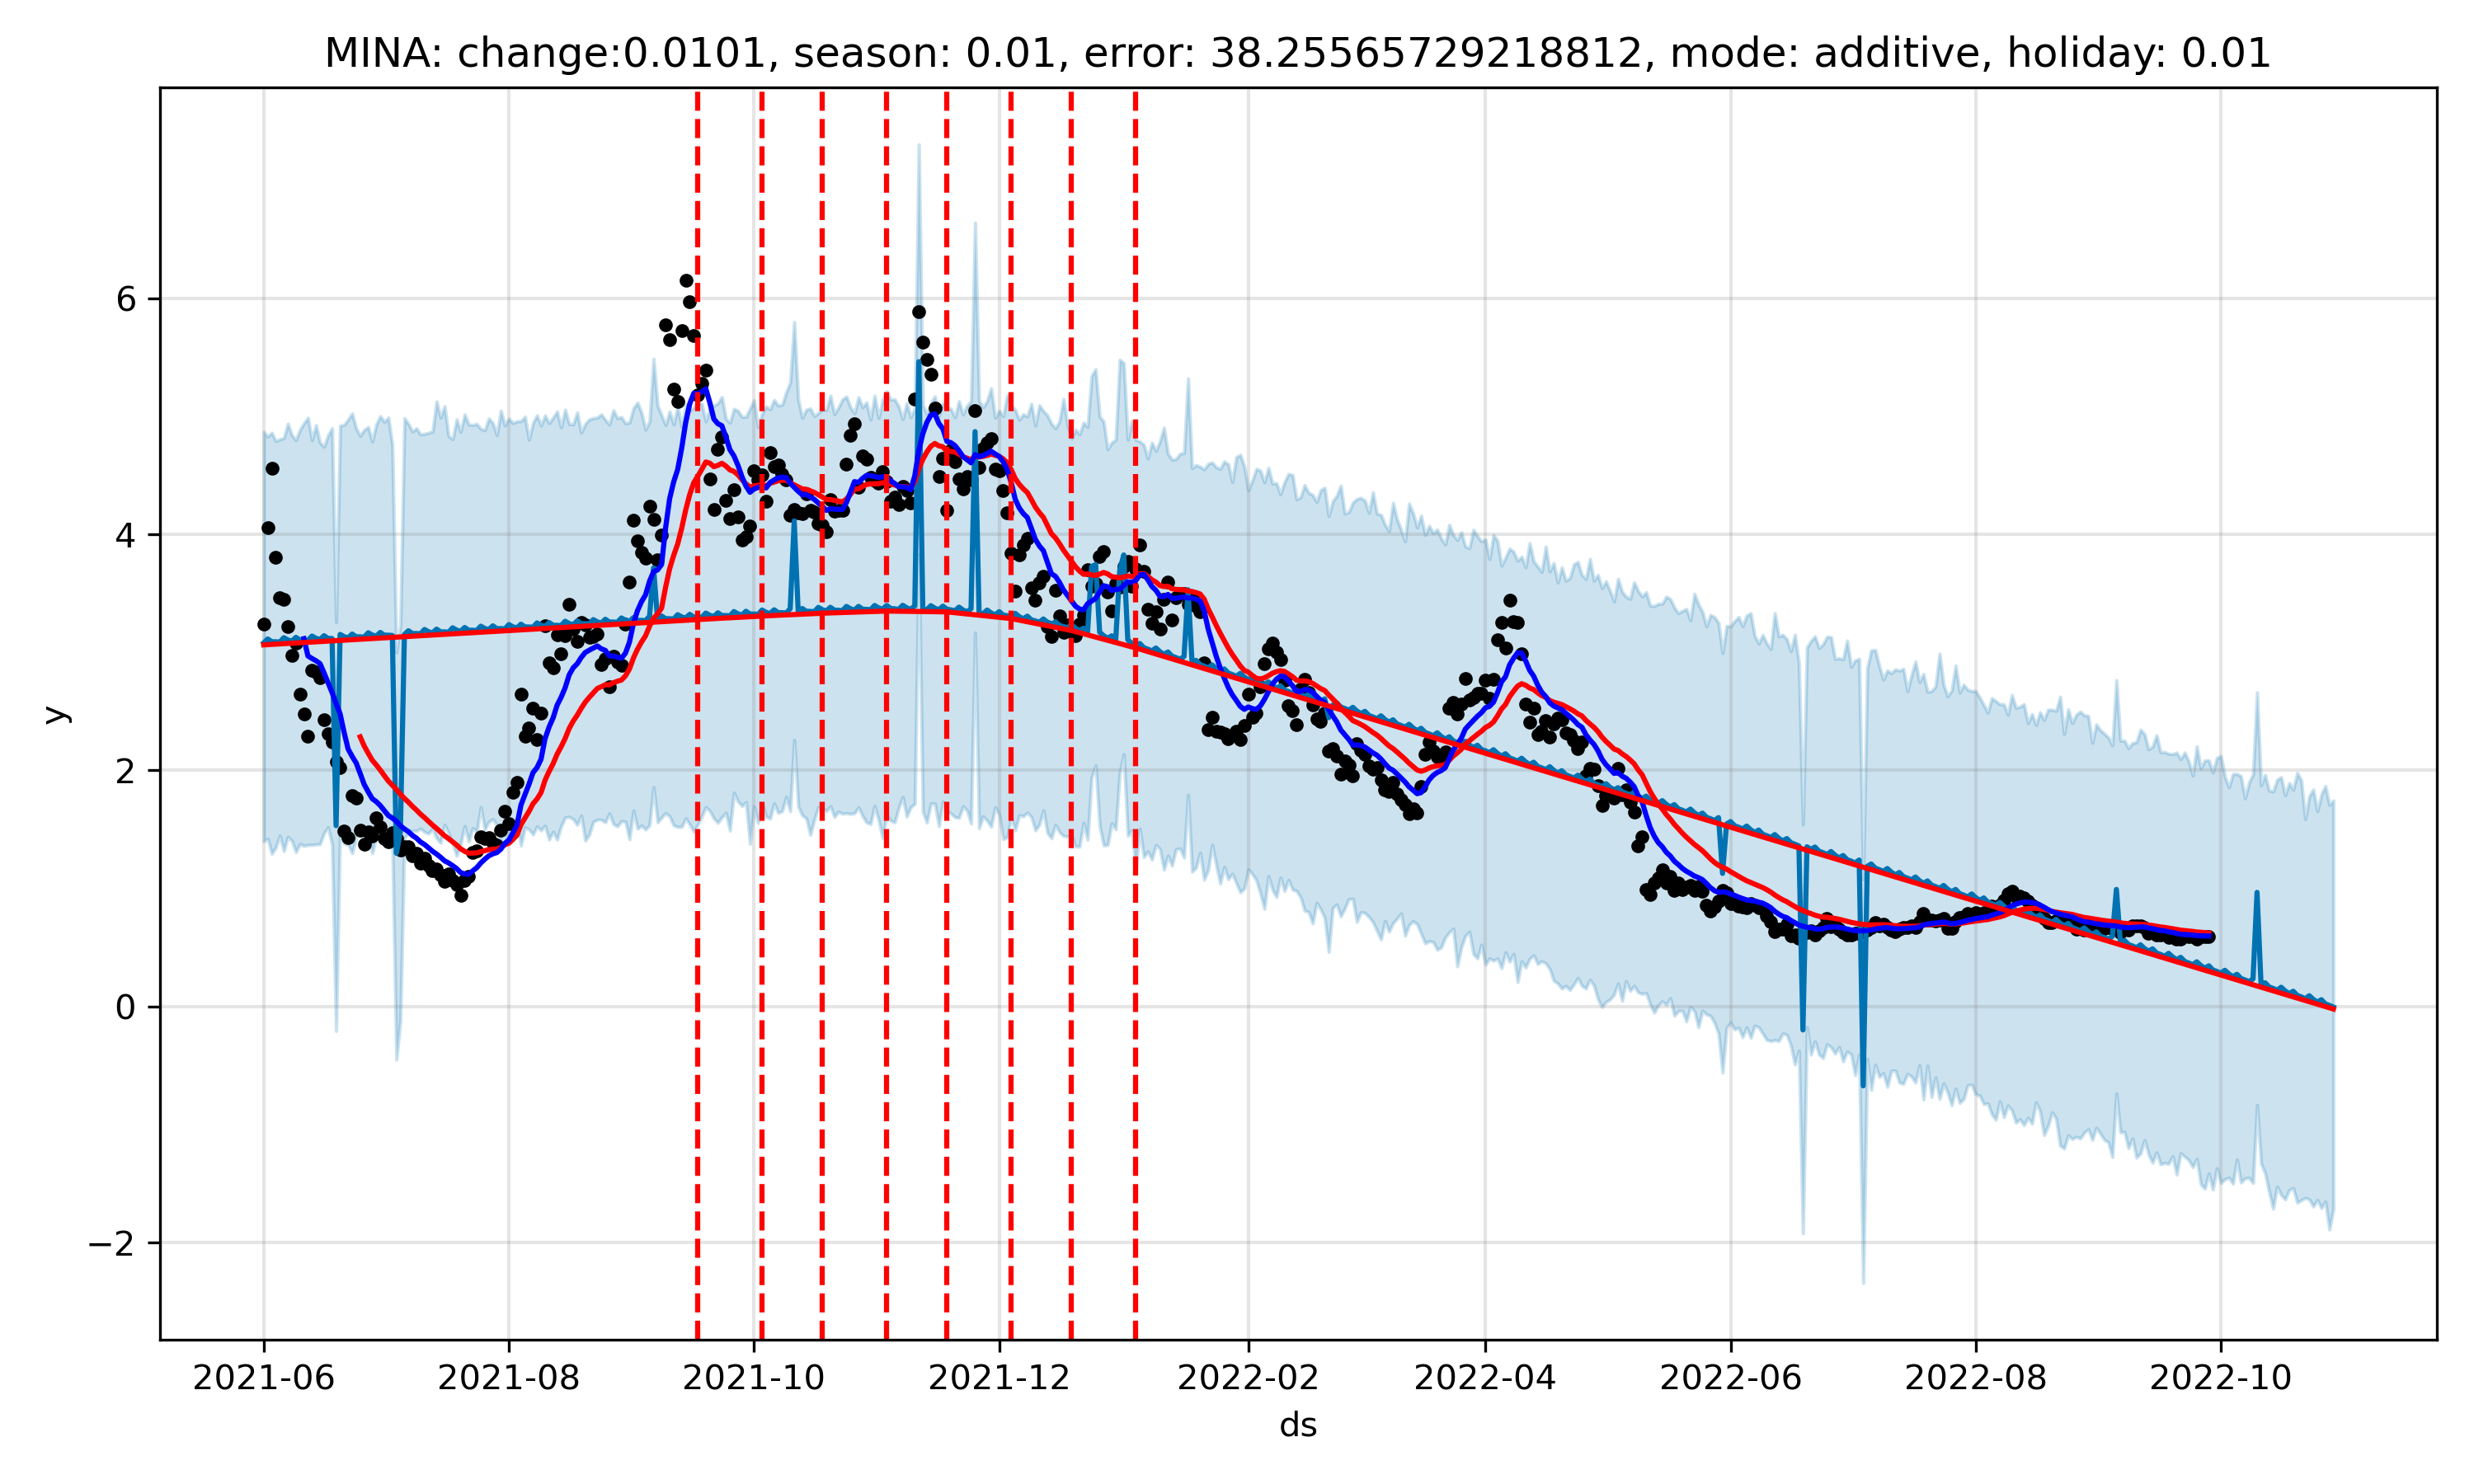 MINA: change:0.0101, season: 0.01, error: 38.25565729218812, mode: additive, holiday: 0.01
y
6
4
2
0
−2
2021-06 2021-08 2021-10 2021-12 2022-02 2022-04 2022-06 2022-08 2022-10
ds